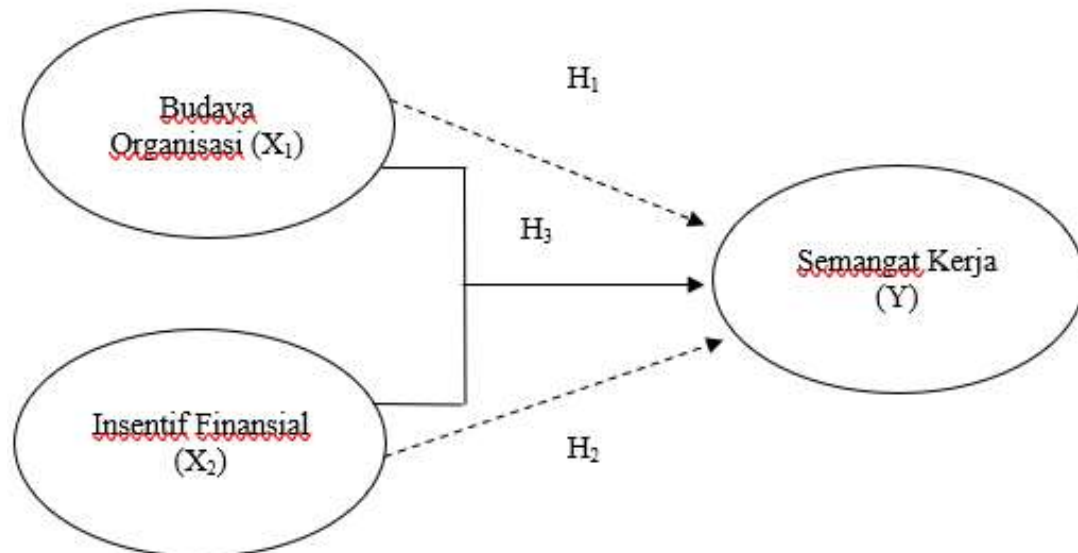 H₁
Budaya
Organisasi (X₁)
H₃
Semangat Kerja
(Y)
Insentif Finansial
(X₂)
H₂